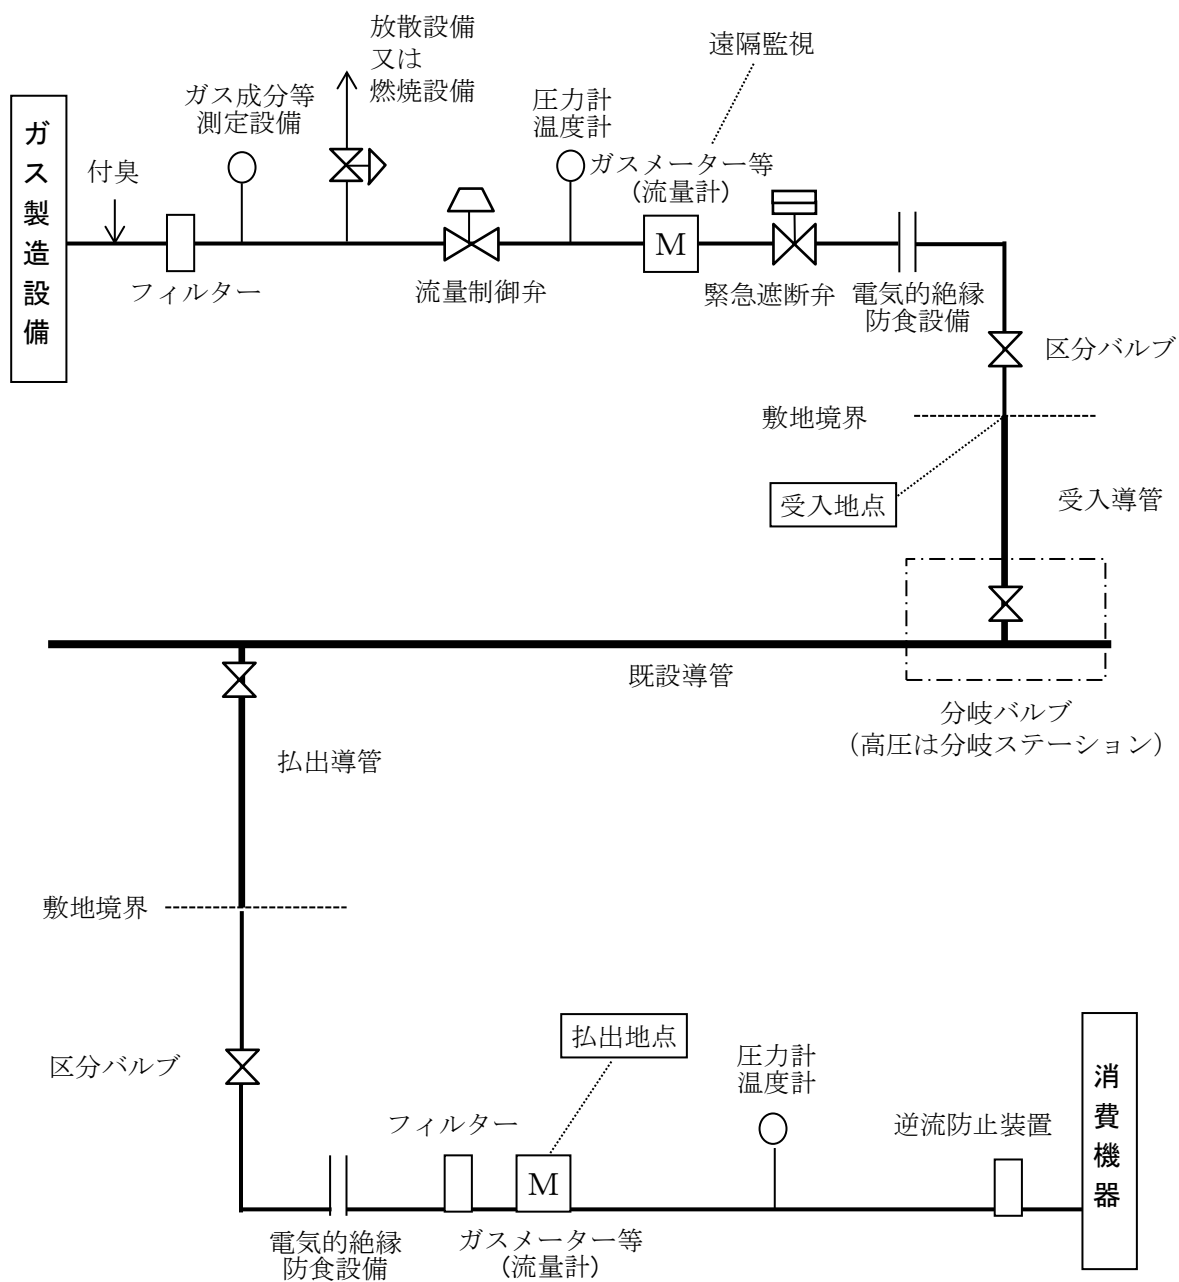 放散設備
又は
燃焼設備
遠隔監視
ガス成分等
測定設備
圧力計
温度計
ガス製造設備
付臭
ガスメーター等
(流量計)
M
フィルター
流量制御弁
緊急遮断弁
電気的絶縁
防食設備
区分バルブ
敷地境界
受入地点
受入導管
既設導管
分岐バルブ
（高圧は分岐ステーション）
払出導管
敷地境界
区分バルブ
払出地点
圧力計
温度計
消費機器
フィルター
逆流防止装置
M
電気的絶縁
防食設備
ガスメーター等
(流量計)